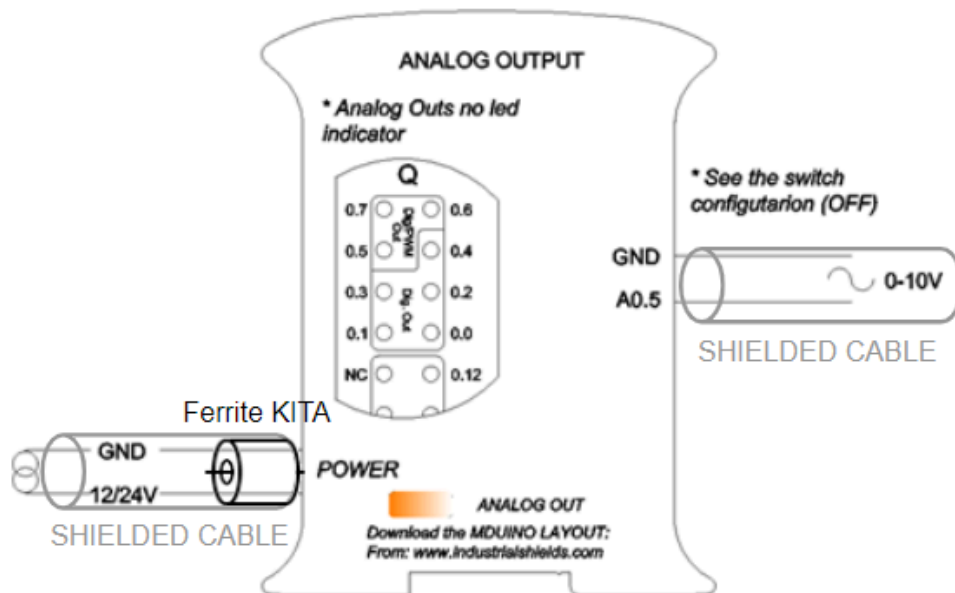 ANALOG OUTPUT
* Analog Outs no led
indicator
Q
0.7
0.6
Dig/PWM
Out
0.5
0.4
0.3
0.2
Dig. Out
0.1
0.0
NC
0.12
* See the switch
configutarion (OFF)
GND
A0.5
0-10V
SHIELDED CABLE
Ferrite KITA
GND
12/24V
SHIELDED CABLE
POWER
ANALOG OUT
Download the MDUINO LAYOUT:
From: www.industrialshields.com